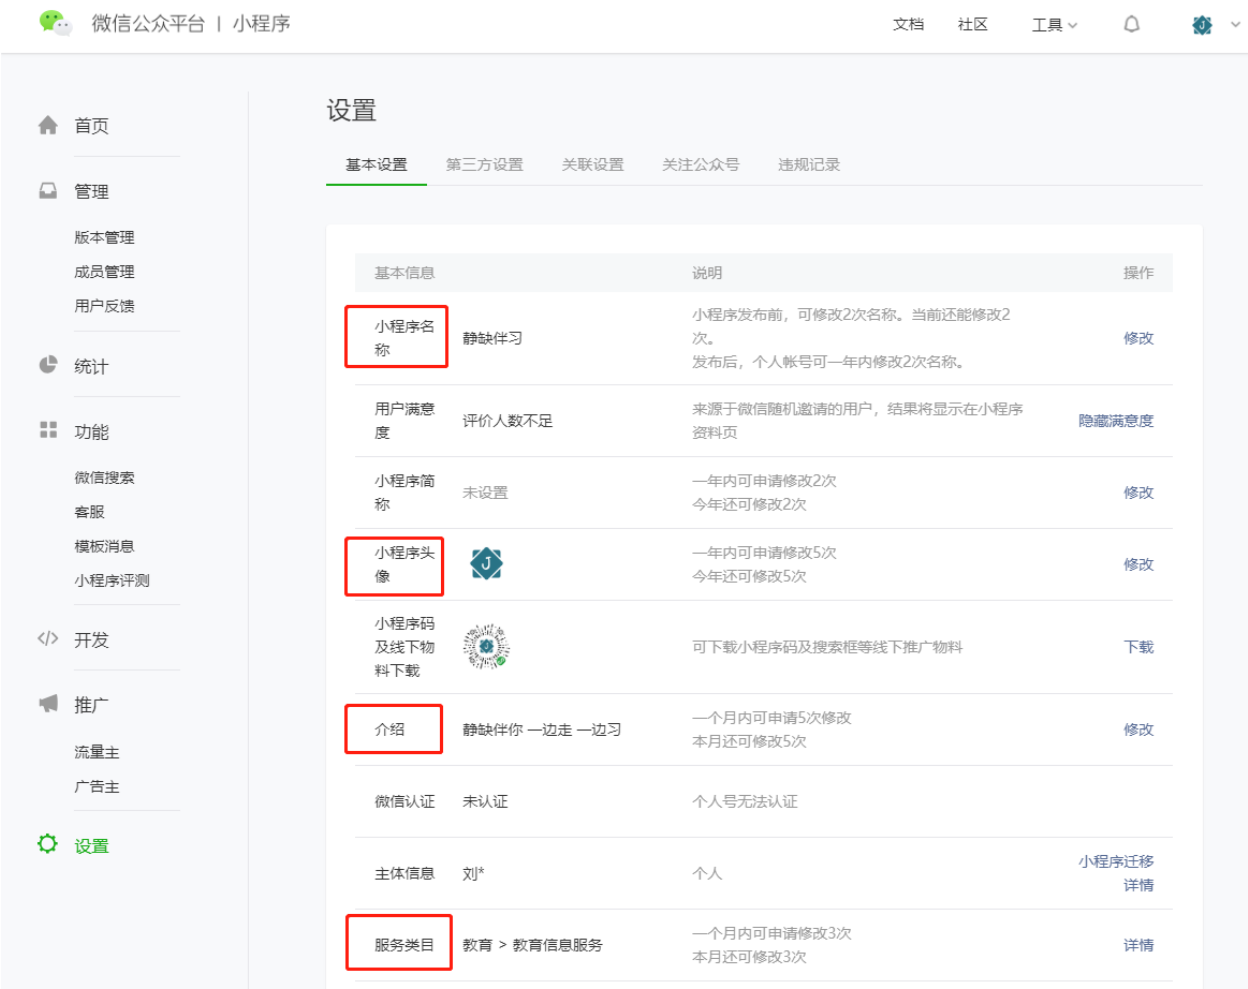 微信公众平台 | 小程序
文档 社区 工具
首页
管理
版本管理
成员管理
用户反馈
统计
功能
微信搜索
客服
模板消息
小程序评测
开发
推广
流量主
广告主
设置
设置
基本设置 第三方设置 关联设置 关注公众号 违规记录
基本信息 说明 操作
小程序名
称
静缺伴习
小程序发布前，可修改2次名称。当前还能修改2
次。
发布后，个人帐号可一年内修改2次名称。
修改
用户满意
度
评价人数不足
来源于微信随机邀请的用户，结果将显示在小程序
资料页
隐藏满意度
小程序简
称
未设置
一年内可申请修改2次
今年还可修改2次
修改
小程序头
像
J
一年内可申请修改5次
今年还可修改5次
修改
小程序码
及线下物
料下载
可下载小程序码及搜索框等线下推广物料
下载
介绍
静缺伴你 一边走 一边习
一个月内可申请5次修改
本月还可修改5次
修改
微信认证
未认证
个人号无法认证
主体信息
刘*
个人
小程序迁移
详情
服务类目
教育 > 教育信息服务
一个月内可申请修改3次
本月还可修改3次
详情